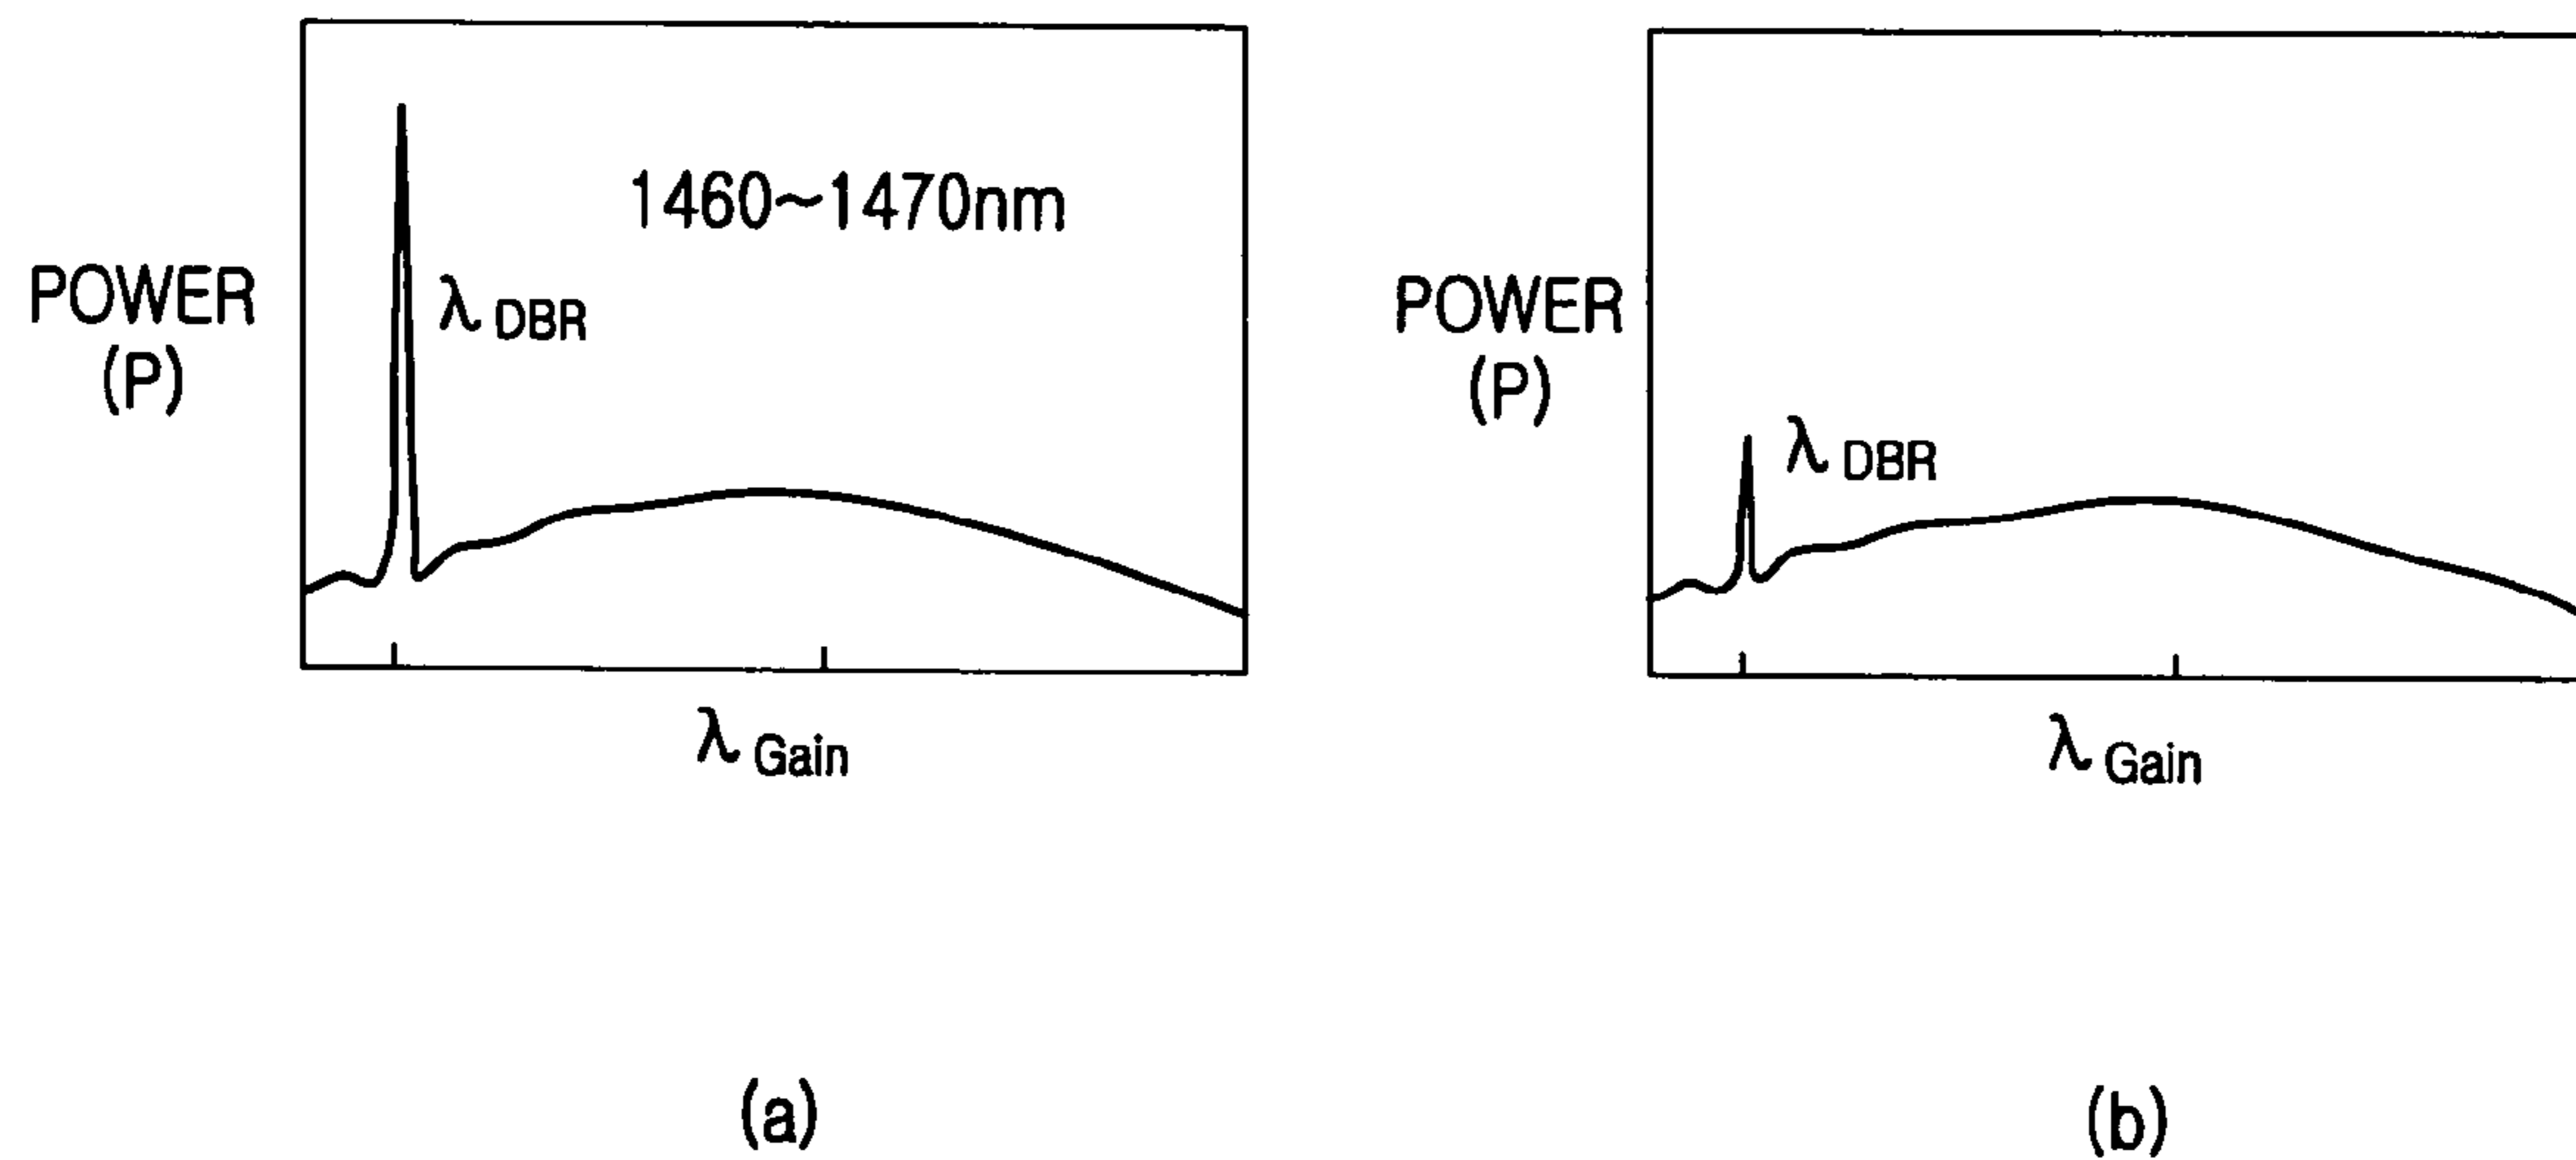 1460~1470nm
POWER
(P)
λ DBR
λ Gain
(a)
POWER
(P)
λ DBR
λ Gain
(b)